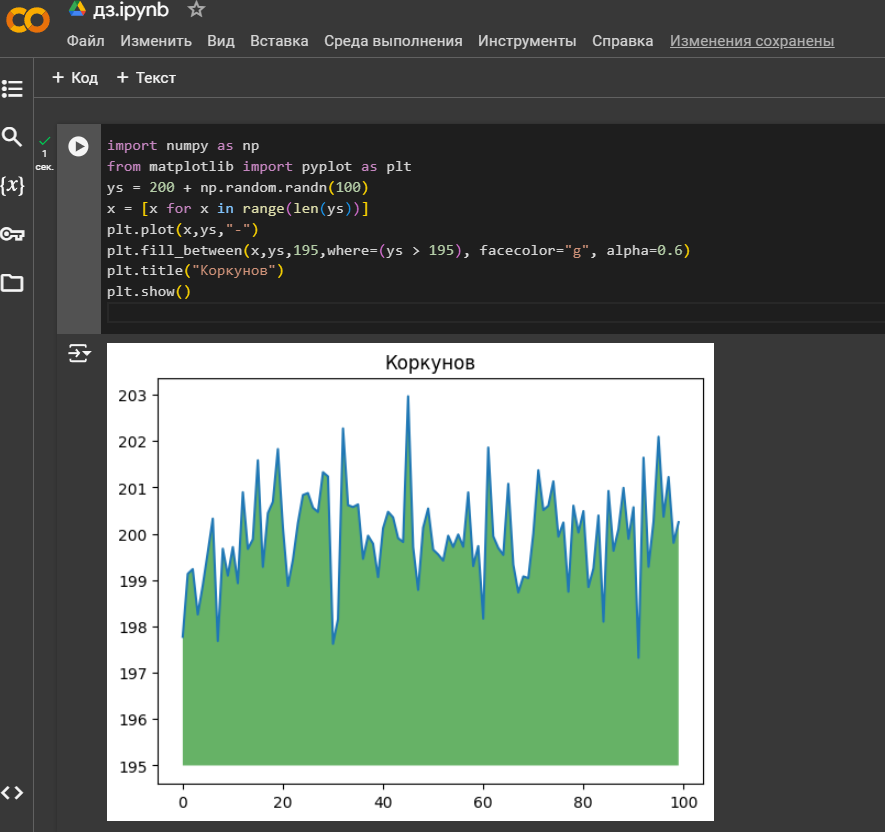 дз.ipynb
Файл Изменить Вид Вставка Среда выполнения Инструменты Справка Изменения сохранены
+ Код + Текст
1
сек.
{x}
import numpy as np
from matplotlib import pyplot as plt
ys = 200 + np.random.randn(100)
x = [x for x in range(len(ys))]
plt.plot(x,ys,"-")
plt.fill_between(x,ys,195,where=(ys > 195), facecolor="g", alpha=0.6)
plt.title("Коркунов")
plt.show()
Коркунов
203
202
201
200
199
198
197
196
195
0 20 40 60 80 100